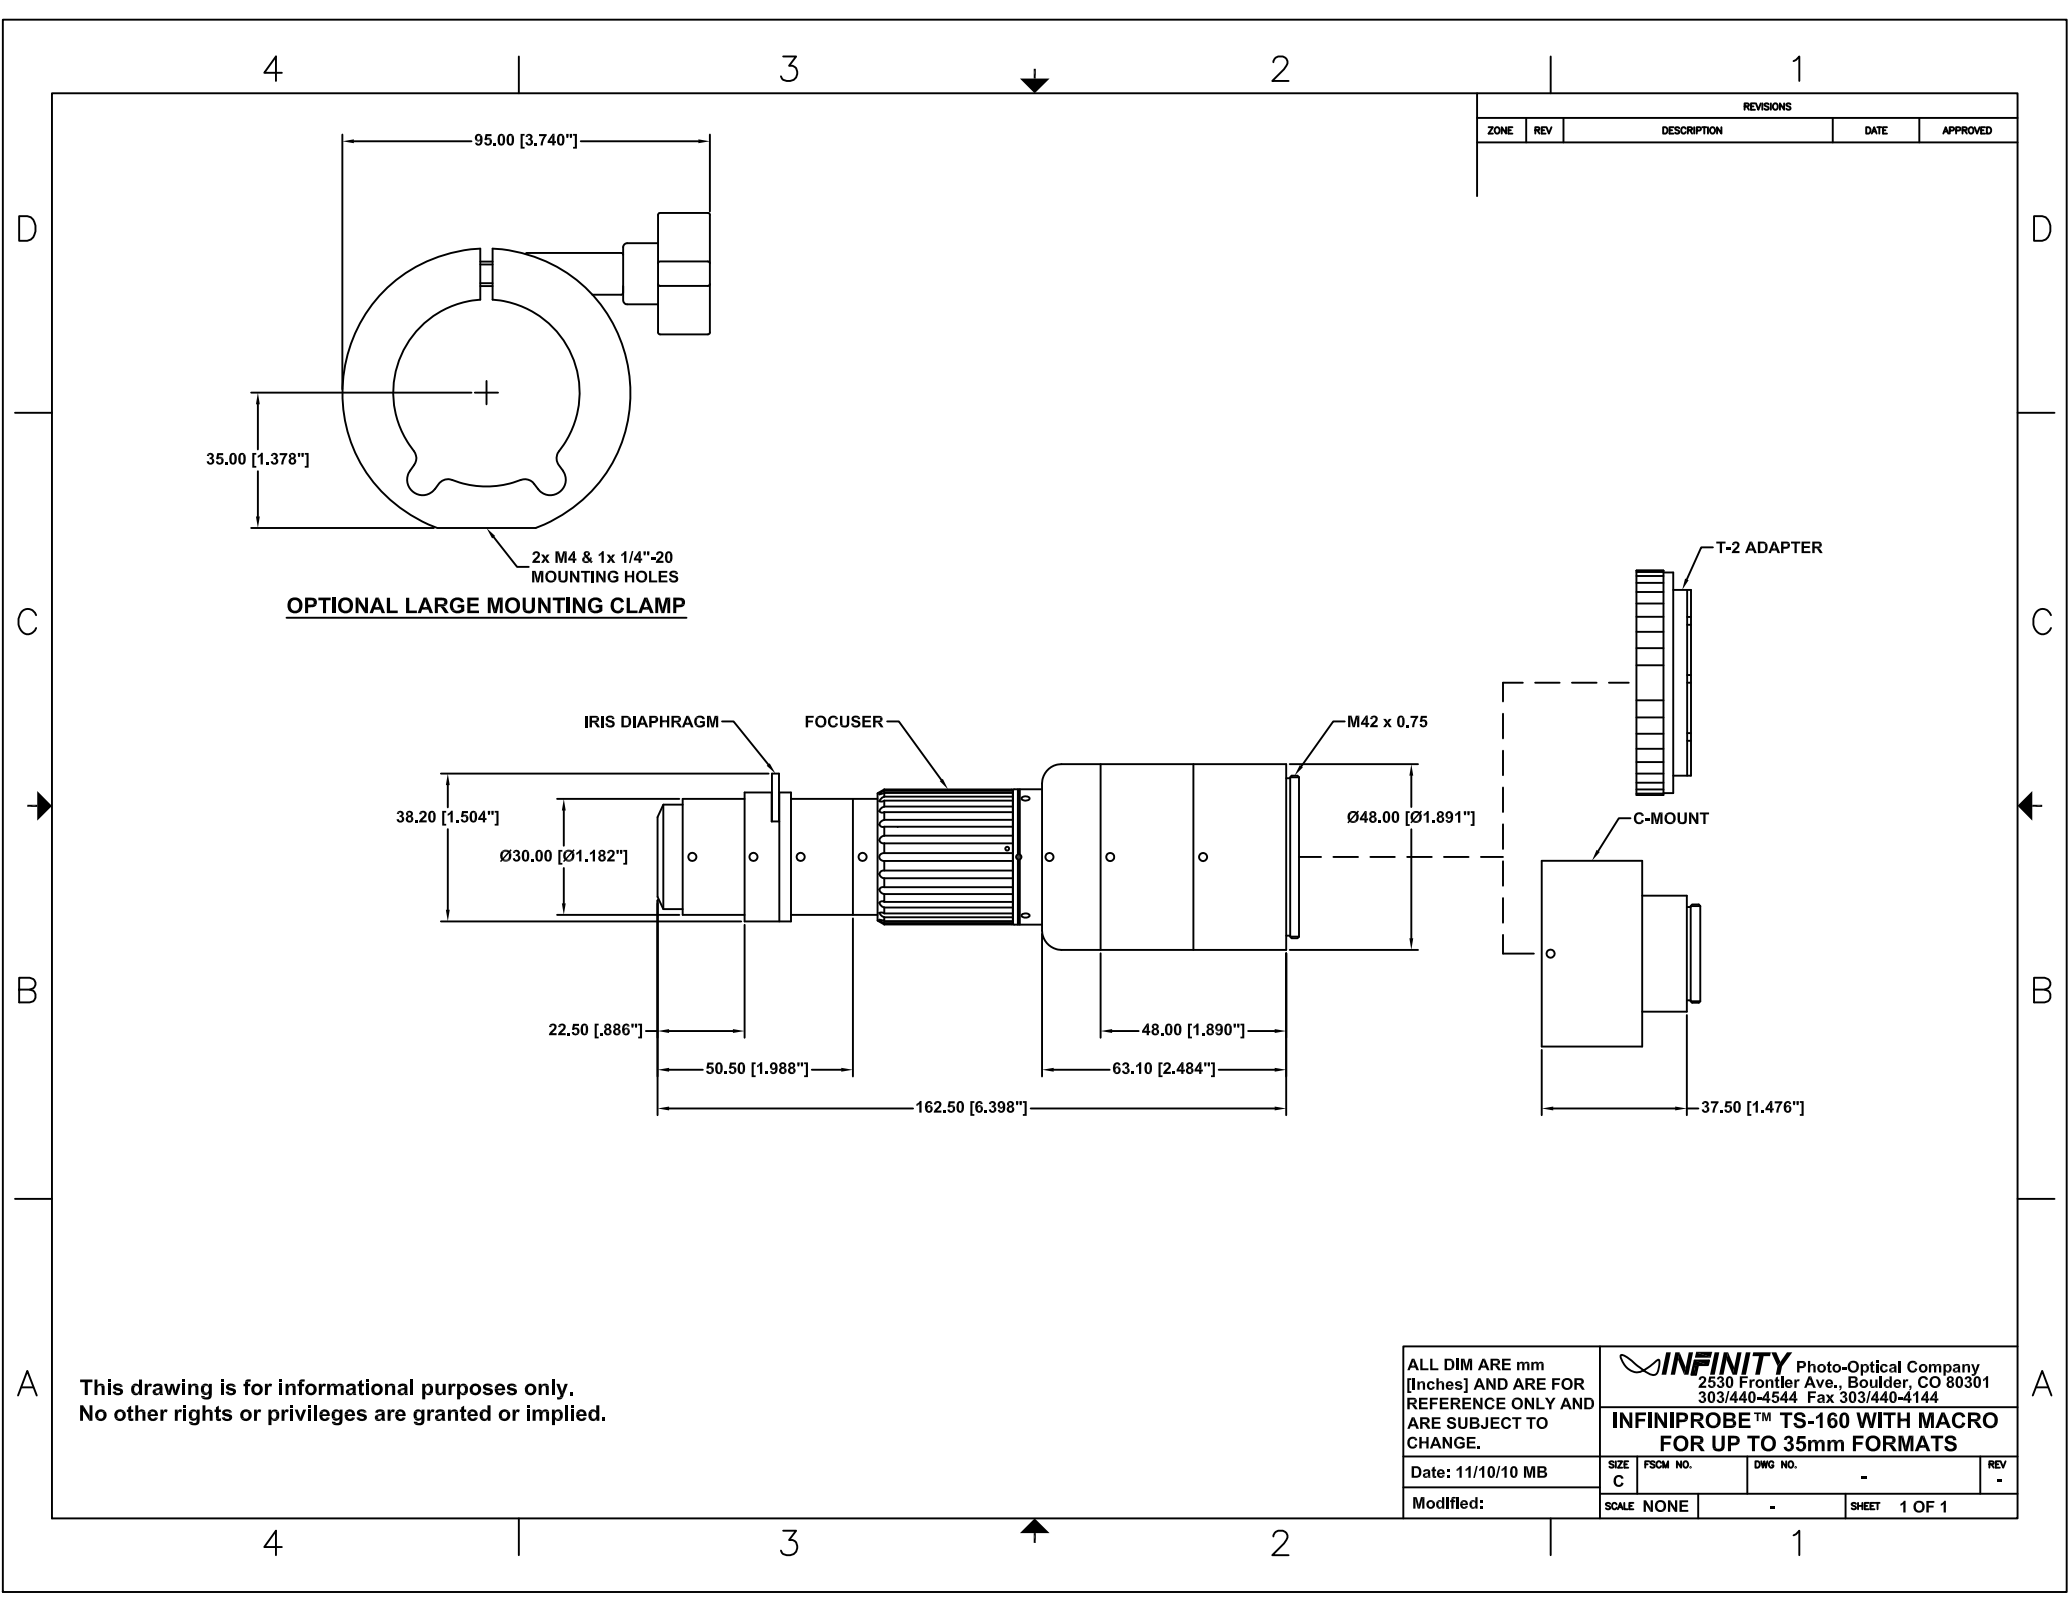 4 3 2 1
REVISIONS
ZONE REV DESCRIPTION DATE APPROVED
D D
95.00 [3.740"]
35.00 [1.378"]
2x M4 & 1x 1/4"-20
MOUNTING HOLES
OPTIONAL LARGE MOUNTING CLAMP
C C
T-2 ADAPTER
IRIS DIAPHRAGM
FOCUSER
M42 x 0.75
38.20 [1.504"]
Ø30.00 [Ø1.182"]
Ø48.00 [Ø1.891"]
C-MOUNT
B B
22.50 [.886"]
48.00 [1.890"]
50.50 [1.988"]
63.10 [2.484"]
162.50 [6.398"]
37.50 [1.476"]
A A
This drawing is for informational purposes only.
No other rights or privileges are granted or implied.
ALL DIM ARE mm
[Inches] AND ARE FOR
REFERENCE ONLY AND
ARE SUBJECT TO
CHANGE.
Date: 11/10/10 MB
Modified:
INFINITY Photo-Optical Company
2530 Frontier Ave., Boulder, CO 80301
303/440-4544 Fax 303/440-4144
INFINIPROBE™ TS-160 WITH MACRO
FOR UP TO 35mm FORMATS
SIZE FSCM NO. DWG NO. REV
C - -
SCALE NONE - SHEET 1 OF 1
4 3 2 1